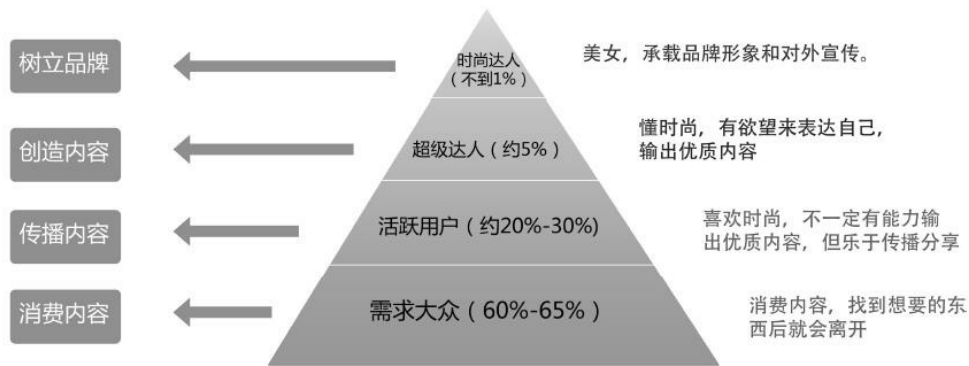 树立品牌
时尚达人
（不到1%）
美女，承载品牌形象和对外宣传。
创造内容
超级达人（约5%）
懂时尚，有欲望来表达自己，
输出优质内容
传播内容
活跃用户（约20%-30%)
喜欢时尚，不一定有能力输
出优质内容，但乐于传播分享
消费内容
需求大众（60%-65%）
消费内容，找到想要的东
西后就会离开